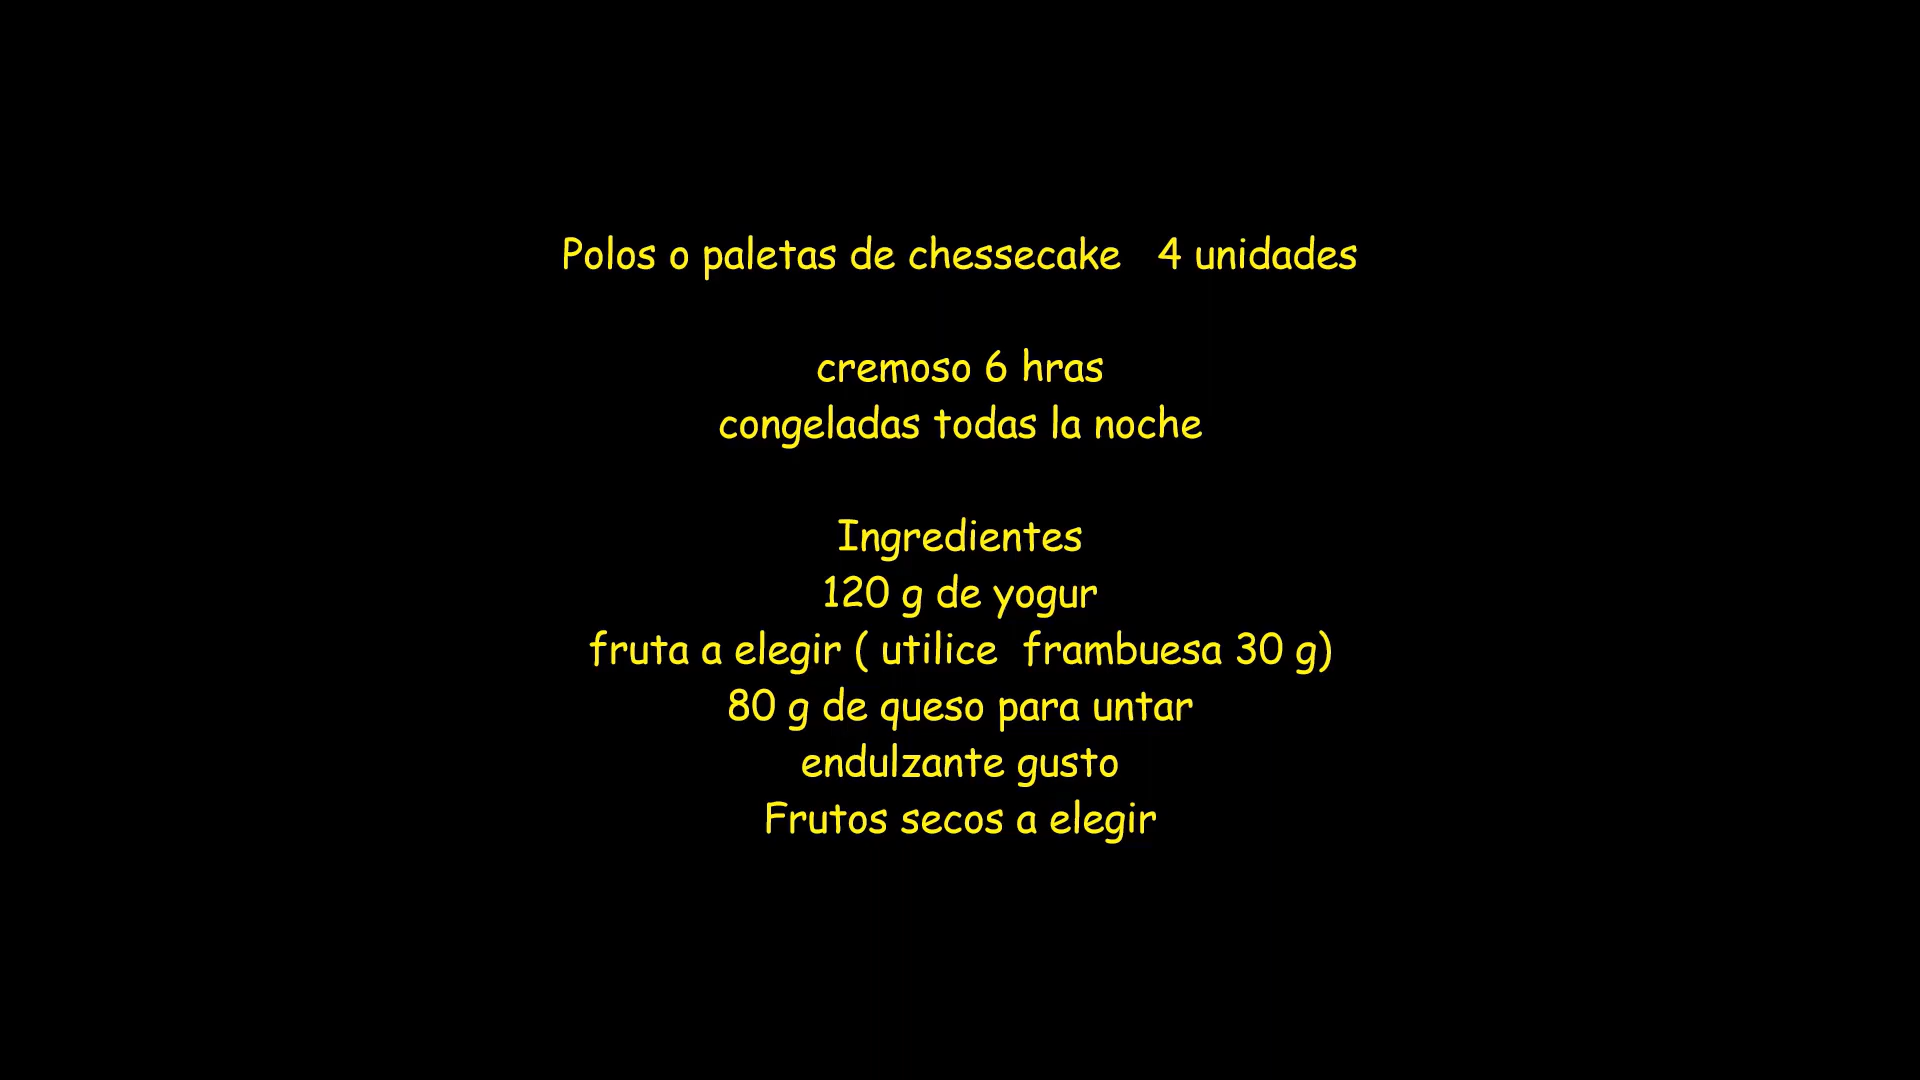 Polos o paletas de chessecake   4 unidades
cremoso 6 hras
congeladas todas la noche
Ingredientes
120 g de yogur
fruta a elegir ( utilice  frambuesa 30 g)
80 g de queso para untar
endulzante gusto
Frutos secos a elegir